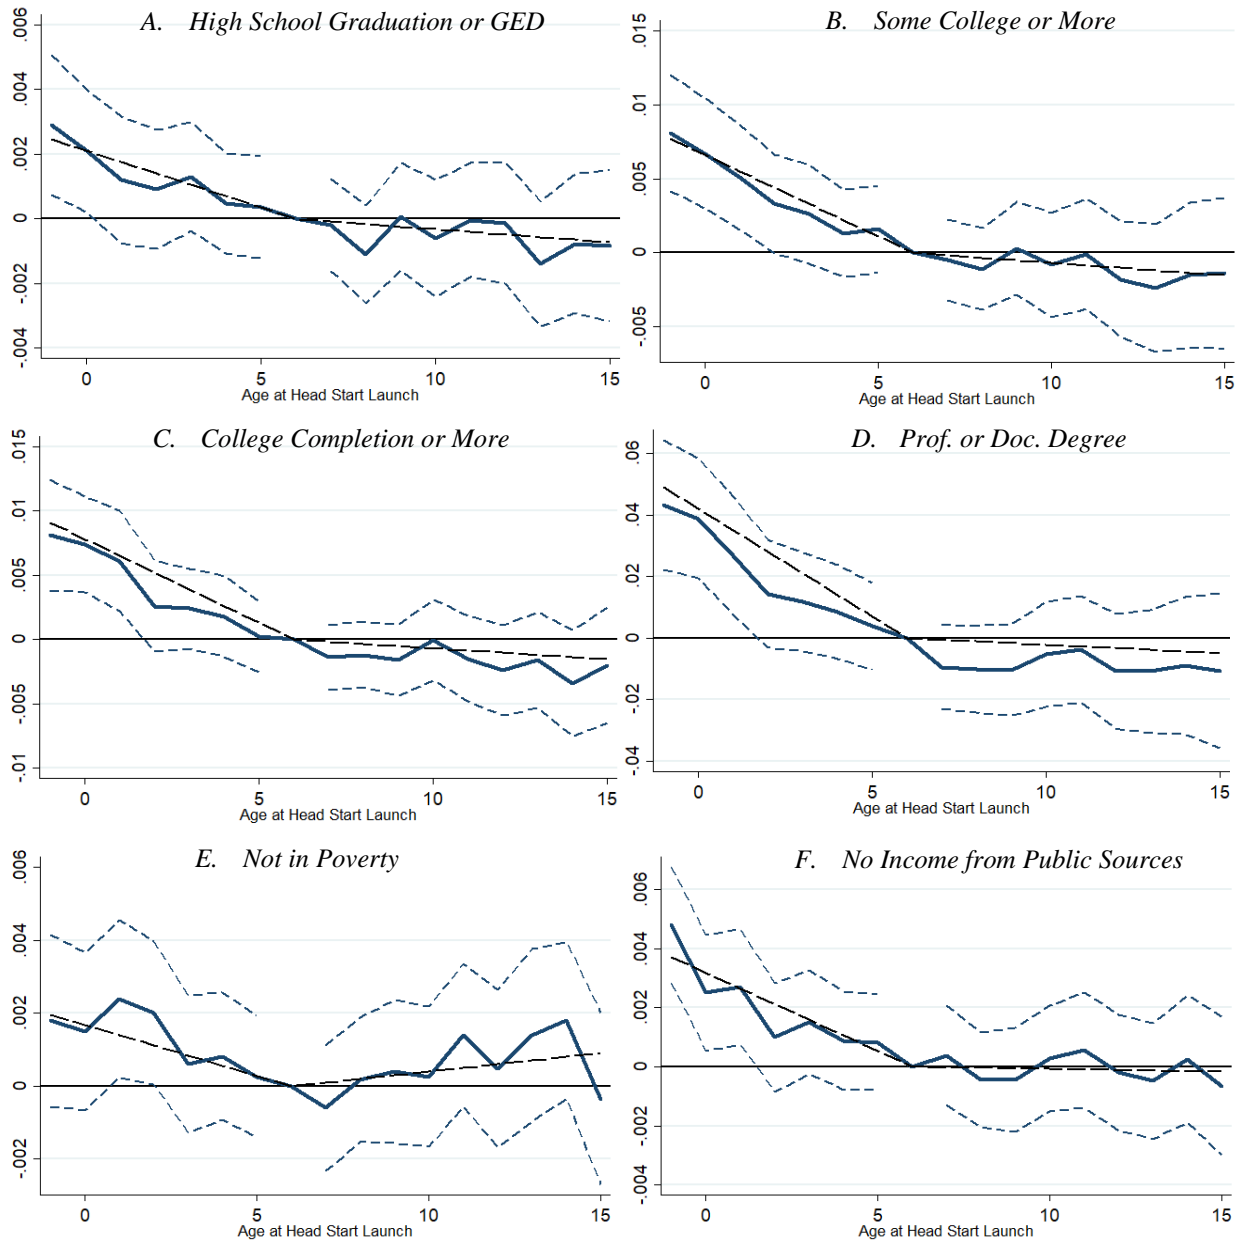 A. High School Graduation or GED
.006
.004
.002
0
-.002
-.004
0 5 10 15
Age at Head Start Launch
B. Some College or More
.015
.01
.005
0
-.005
0 5 10 15
Age at Head Start Launch
C. College Completion or More
.015
.01
.005
0
-.005
-.01
0 5 10 15
Age at Head Start Launch
D. Prof. or Doc. Degree
.06
.04
.02
0
-.02
-.04
0 5 10 15
Age at Head Start Launch
E. Not in Poverty
.006
.004
.002
0
-.002
0 5 10 15
Age at Head Start Launch
F. No Income from Public Sources
.006
.004
.002
0
-.002
-.004
0 5 10 15
Age at Head Start Launch